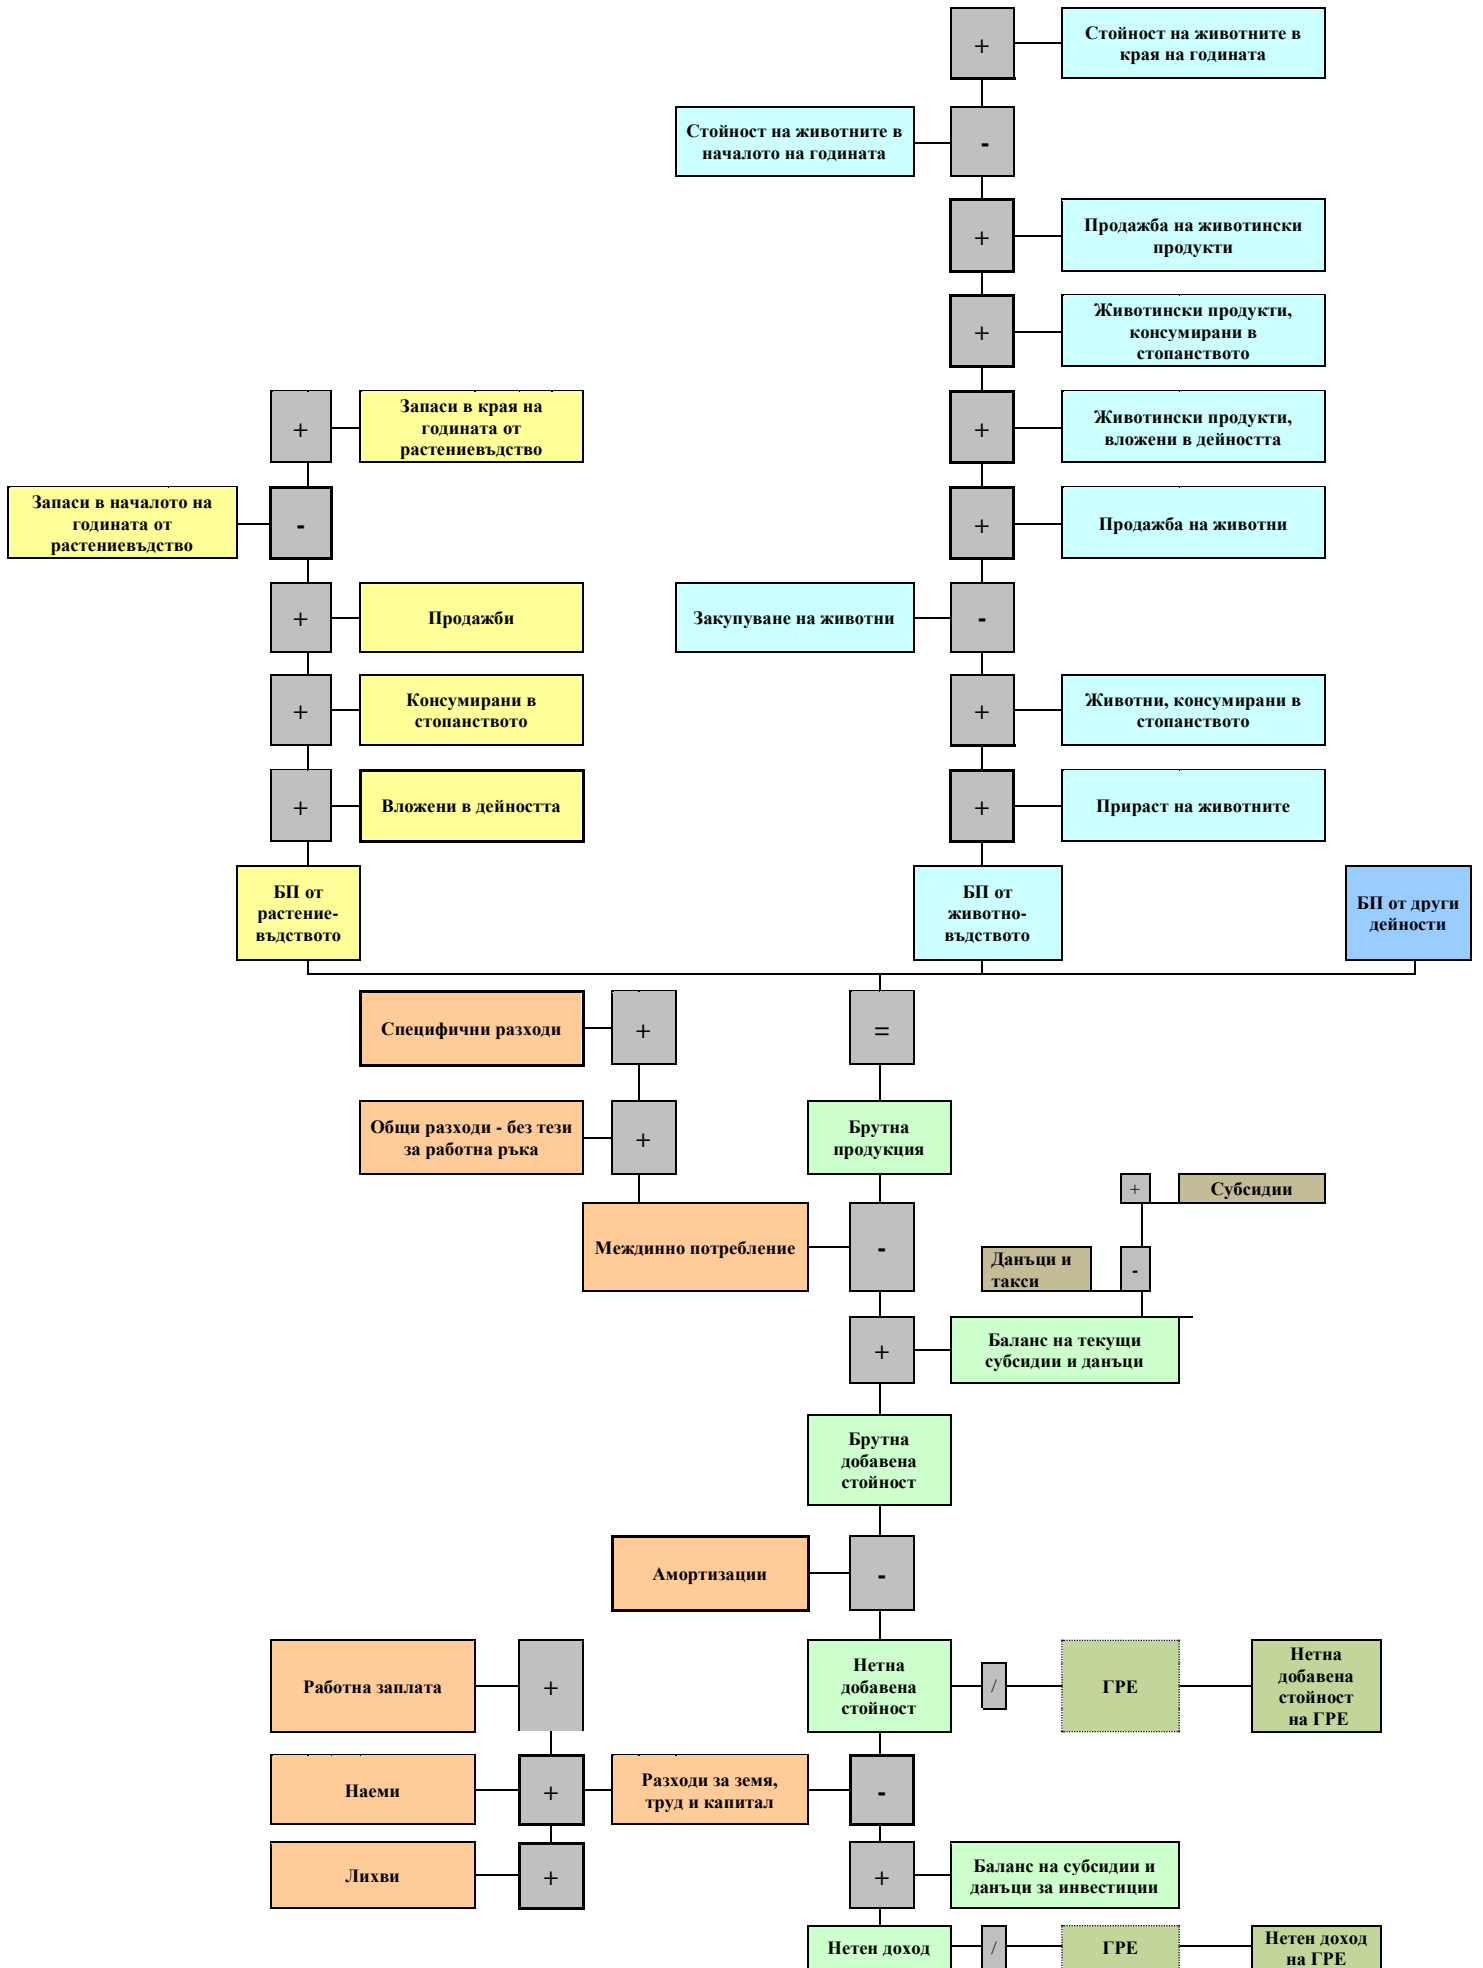 +
Стойност на животните в
края на годината
Стойност на животните в
началото на годината
-
+
Продажба на животински
продукти
+
Животински продукти,
консумирани в
стопанството
+
Запаси в края на
годината от
растениевъдство
+
Животински продукти,
вложени в дейността
Запаси в началото на
годината от
растениевъдство
-
+
Продажба на животни
+
Продажби
Закупуване на животни
-
+
Консумирани в
стопанството
+
Животни, консумирани в
стопанството
+
Вложени в дейността
+
Прираст на животните
БП от
растение-
въдството
БП от
животно-
въдството
БП от други
дейности
Специфични разходи
+
=
Общи разходи - без тези
за работна ръка
+
Брутна
продукция
+
Субсидии
Междинно потребление
-
Данъци и
такси
-
+
Баланс на текущи
субсидии и данъци
Брутна
добавена
стойност
Амортизации
-
Работна заплата
+
Нетна
добавена
стойност
/
ГРЕ
Нетна
добавена
стойност
на ГРЕ
Наеми
+
Разходи за земя,
труд и капитал
-
Лихви
+
+
Баланс на субсидии и
данъци за инвестиции
Нетен доход
/
ГРЕ
Нетен доход
на ГРЕ